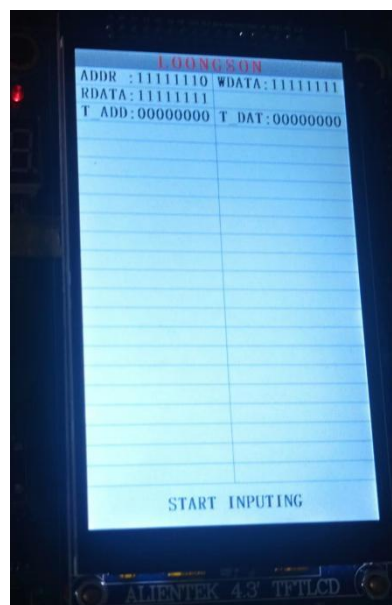 LOONGSON
ADDR :11111110 WDATA:11111111
RDATA:11111111
T_ADD:00000000 T_DAT:00000000
START INPUTING
ALIENTEK 4.3' TFTLCD